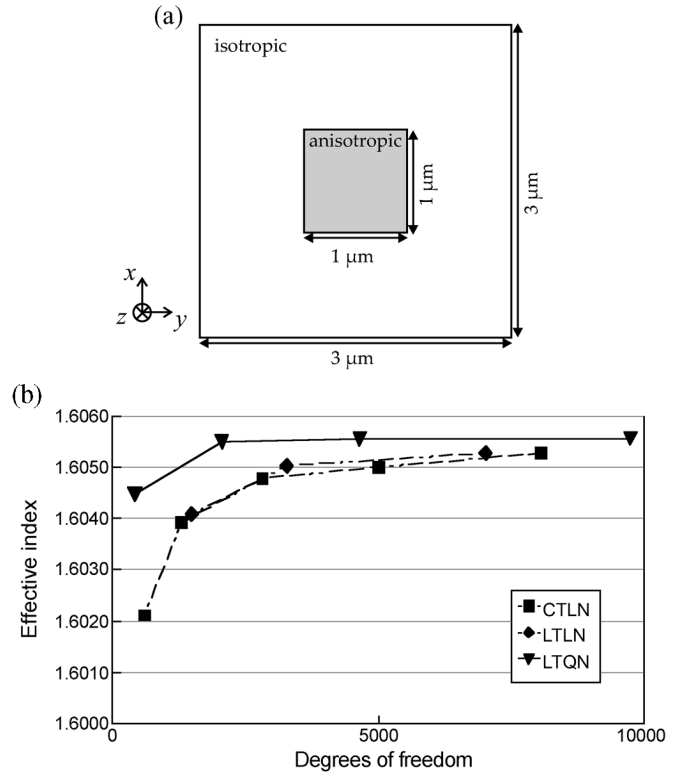 (a)
isotropic
anisotropic
1 μm
1 μm
3 μm
3 μm
x
z
y
(b)
1.6060
1.6050
1.6040
1.6030
1.6020
1.6010
1.6000
Effective index
CTLN
LTLN
LTQN
0
5000
10000
Degrees of freedom